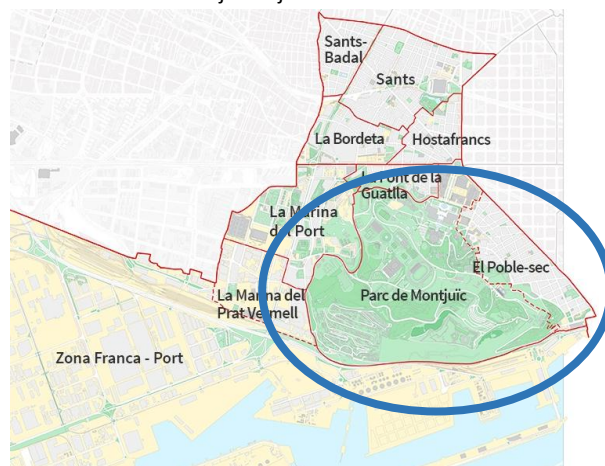 Sants-
Badal
Sants
La Bordeta
Hostafrancs
La Font de la
Guatlla
La Marina
del Port
El Poble-sec
La Marina del
Prat Vermell
Parc de Montjuïc
Zona Franca - Port